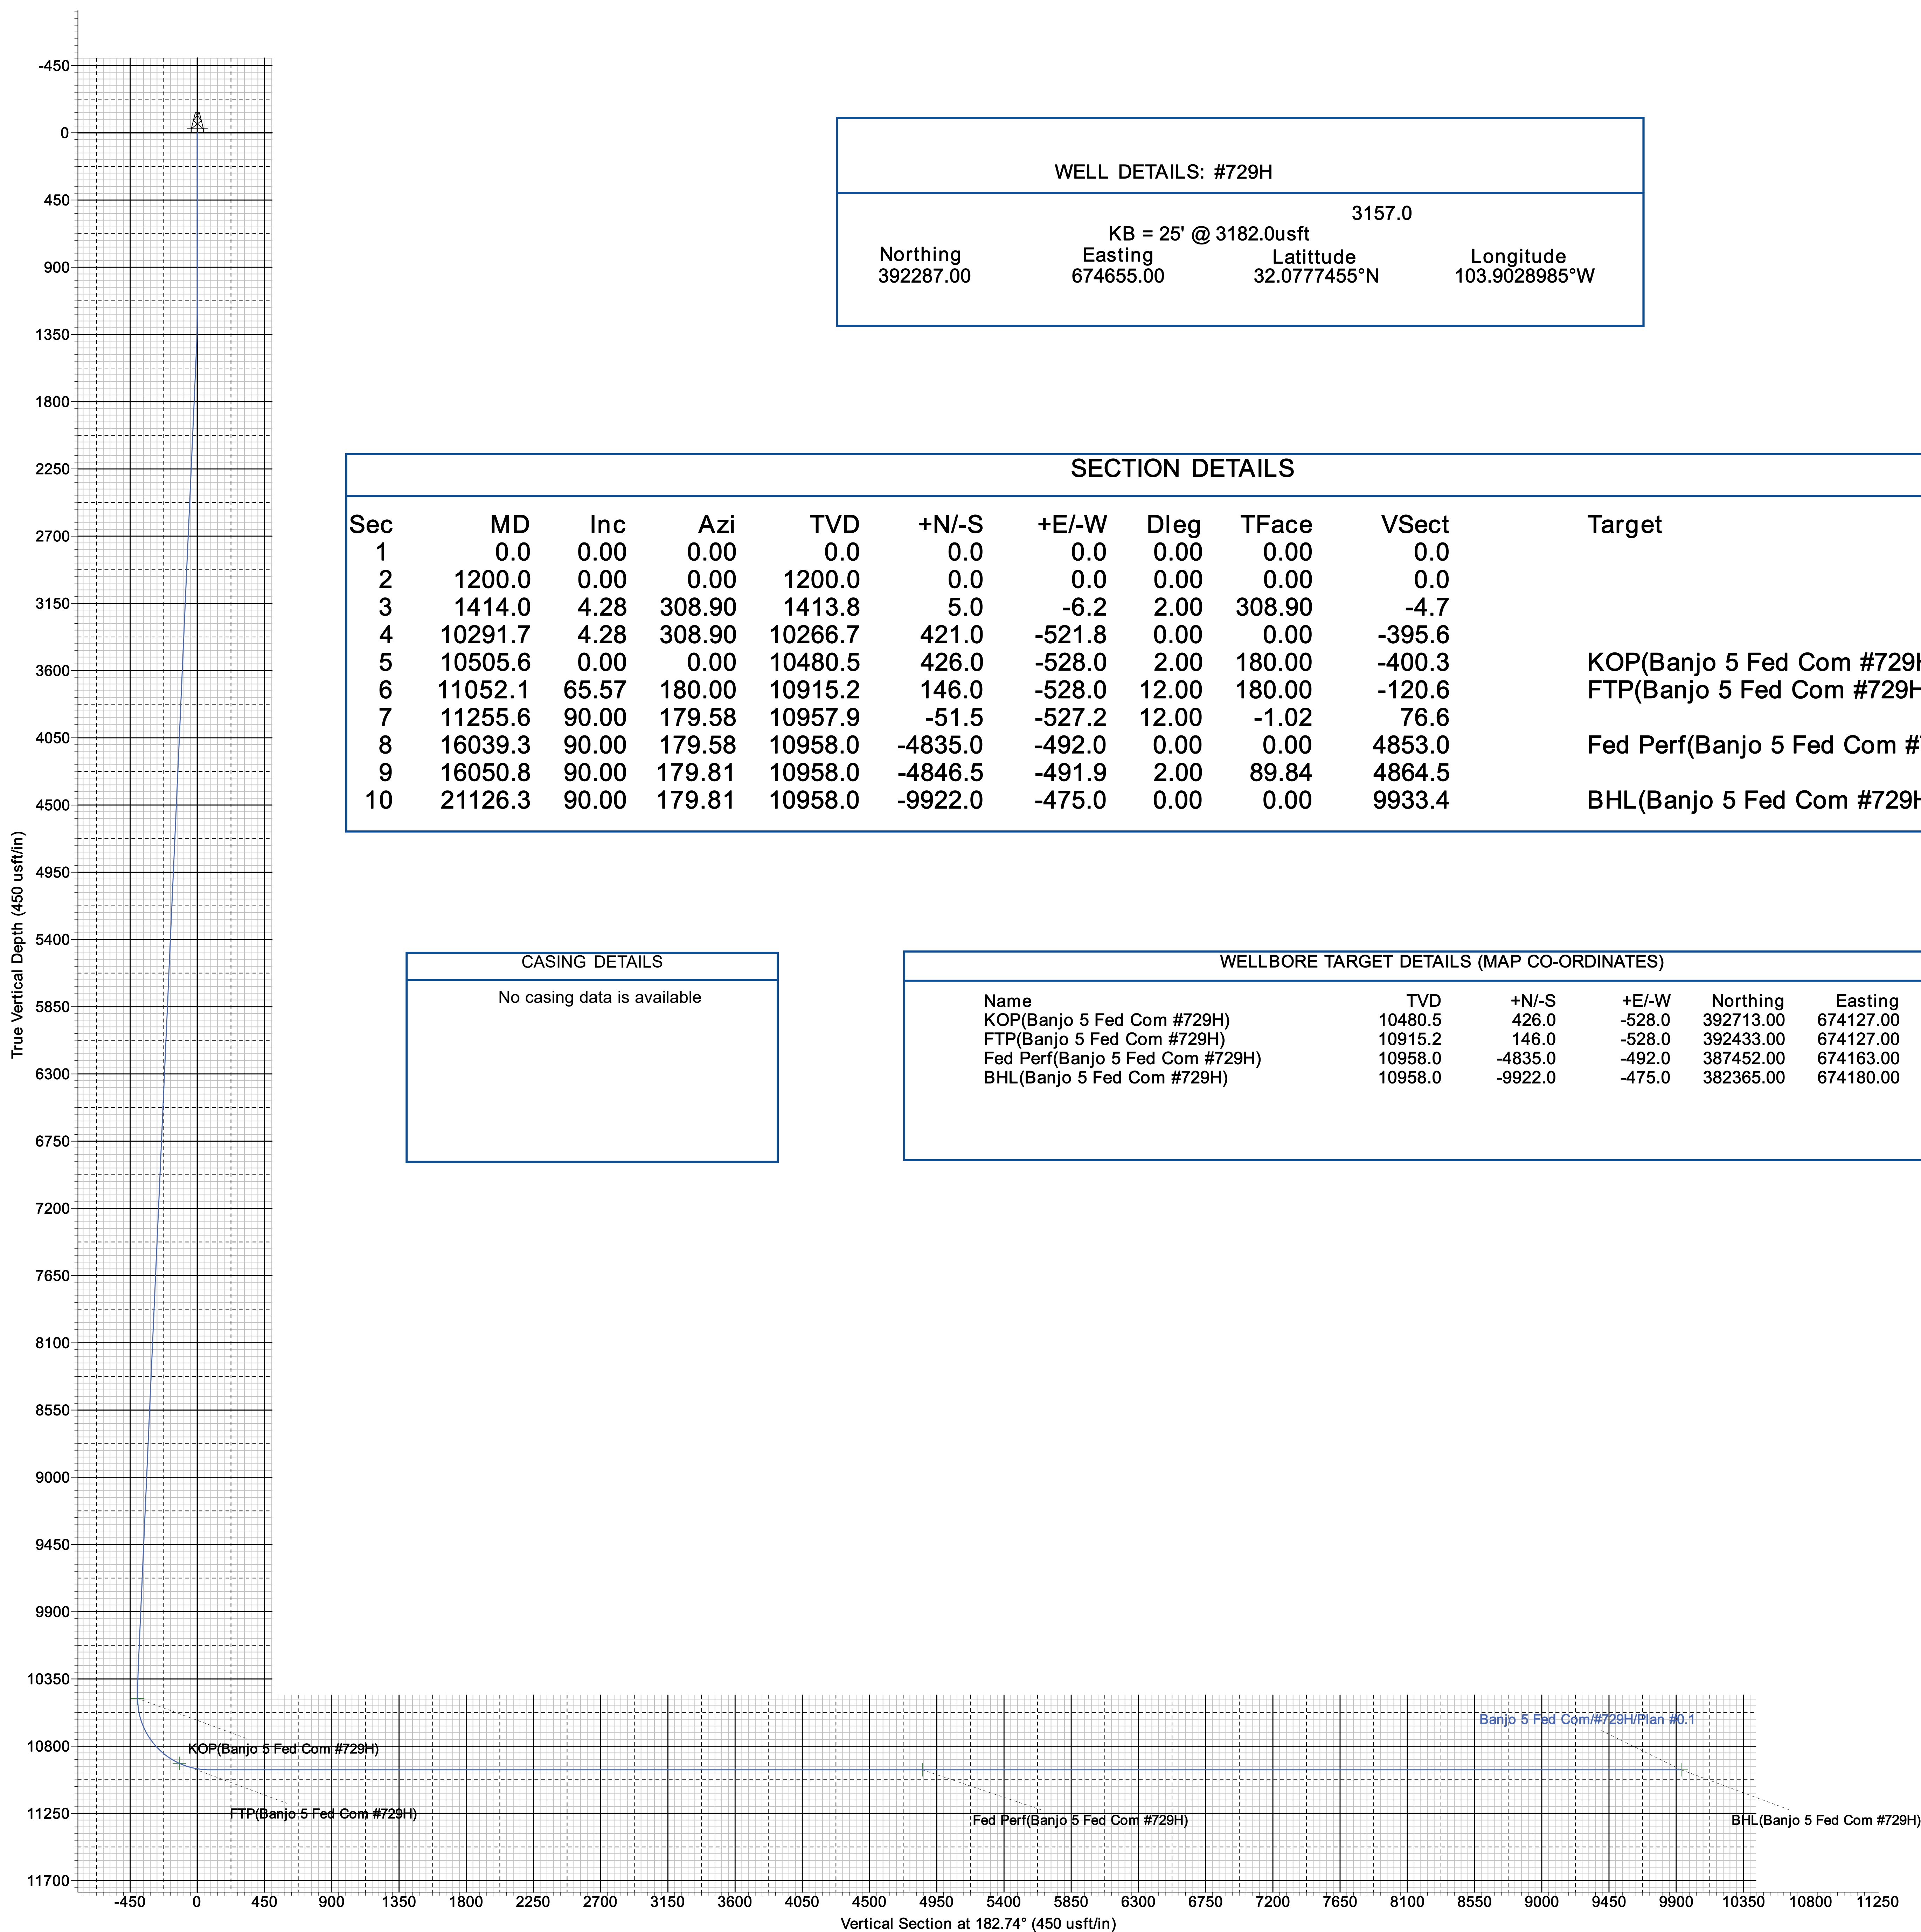 WELL DETAILS: #729H
3157.0
KB = 25' @ 3182.0usft
Northing Easting Latittude Longitude
392287.00 674655.00 32.0777455°N 103.9028985°W
SECTION DETAILS
Sec MD Inc Azi TVD +N/-S +E/-W Dleg TFace VSect Target
1 0.0 0.00 0.00 0.0 0.0 0.0 0.00 0.00 0.0
2 1200.0 0.00 0.00 1200.0 0.0 0.0 0.00 0.00 0.0
3 1414.0 4.28 308.90 1413.8 5.0 -6.2 2.00 308.90 -4.7
4 10291.7 4.28 308.90 10266.7 421.0 -521.8 0.00 0.00 -395.6
5 10505.6 0.00 0.00 10480.5 426.0 -528.0 2.00 180.00 -400.3 KOP(Banjo 5 Fed Com #729H
6 11052.1 65.57 180.00 10915.2 146.0 -528.0 12.00 180.00 -120.6 FTP(Banjo 5 Fed Com #729H
7 11255.6 90.00 179.58 10957.9 -51.5 -527.2 12.00 -1.02 76.6
8 16039.3 90.00 179.58 10958.0 -4835.0 -492.0 0.00 0.00 4853.0 Fed Perf(Banjo 5 Fed Com #7
9 16050.8 90.00 179.81 10958.0 -4846.5 -491.9 2.00 89.84 4864.5
10 21126.3 90.00 179.81 10958.0 -9922.0 -475.0 0.00 0.00 9933.4 BHL(Banjo 5 Fed Com #729H
CASING DETAILS
No casing data is available
WELLBORE TARGET DETAILS (MAP CO-ORDINATES)
Name TVD +N/-S +E/-W Northing Easting
KOP(Banjo 5 Fed Com #729H) 10480.5 426.0 -528.0 392713.00 674127.00
FTP(Banjo 5 Fed Com #729H) 10915.2 146.0 -528.0 392433.00 674127.00
Fed Perf(Banjo 5 Fed Com #729H) 10958.0 -4835.0 -492.0 387452.00 674163.00
BHL(Banjo 5 Fed Com #729H) 10958.0 -9922.0 -475.0 382365.00 674180.00
True Vertical Depth (450 usft/in)
-450
0
450
900
1350
1800
2250
2700
3150
3600
4050
4500
4950
5400
5850
6300
6750
7200
7650
8100
8550
9000
9450
9900
10350
10800
11250
11700
Banjo 5 Fed Com/#729H/Plan #0.1
KOP(Banjo 5 Fed Com #729H)
FTP(Banjo 5 Fed Com #729H)
Fed Perf(Banjo 5 Fed Com #729H)
BHL(Banjo 5 Fed Com #729H)
-450 0 450 900 1350 1800 2250 2700 3150 3600 4050 4500 4950 5400 5850 6300 6750 7200 7650 8100 8550 9000 9450 9900 10350 10800 11250
Vertical Section at 182.74° (450 usft/in)